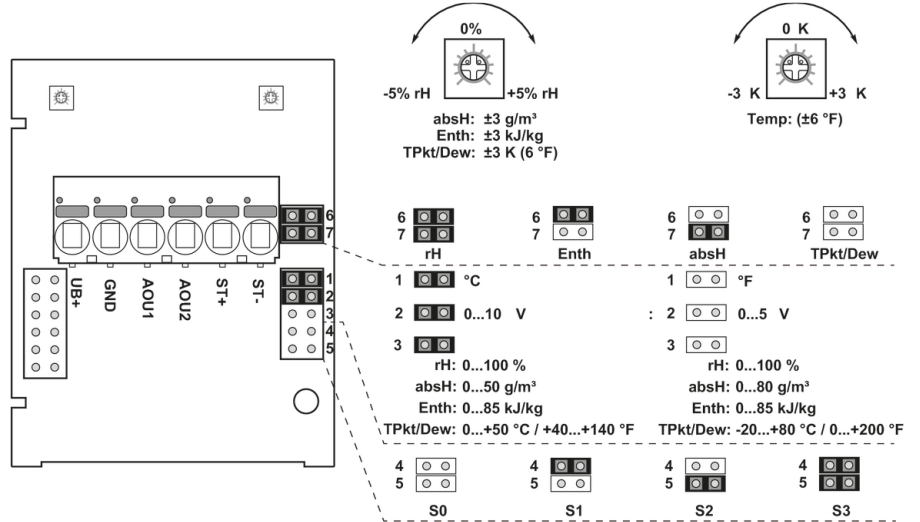 0%
-5% rH +5% rH
absH: ±3 g/m³
Enth: ±3 kJ/kg
TPkt/Dew: ±3 K (6 °F)
0 K
-3 K +3 K
Temp: (±6 °F)
6
7
1
2
3
4
5
UB+
GND
AOU1
AOU2
ST+
ST-
6
7
rH
6
7
Enth
6
7
absH
6
7
TPkt/Dew
1 °C
2 0...10 V
3
rH: 0...100 %
absH: 0...50 g/m³
Enth: 0...85 kJ/kg
TPkt/Dew: 0...+50 °C / +40...+140 °F
1 °F
: 2 0...5 V
3
rH: 0...100 %
absH: 0...80 g/m³
Enth: 0...85 kJ/kg
TPkt/Dew: -20...+80 °C / 0...+200 °F
4
5
S0
4
5
S1
4
5
S2
4
5
S3